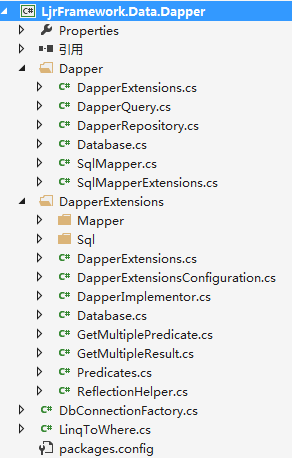 C# LjrFramework.Data.Dapper
Properties
引用
Dapper
C# DapperExtensions.cs
C# DapperQuery.cs
C# DapperRepository.cs
C# Database.cs
C# SqlMapper.cs
C# SqlMapperExtensions.cs
DapperExtensions
Mapper
Sql
C# DapperExtensions.cs
C# DapperExtensionsConfiguration.cs
C# DapperImplementor.cs
C# Database.cs
C# GetMultiplePredicate.cs
C# GetMultipleResult.cs
C# Predicates.cs
C# ReflectionHelper.cs
C# DbConnectionFactory.cs
C# LinqToWhere.cs
packages.config